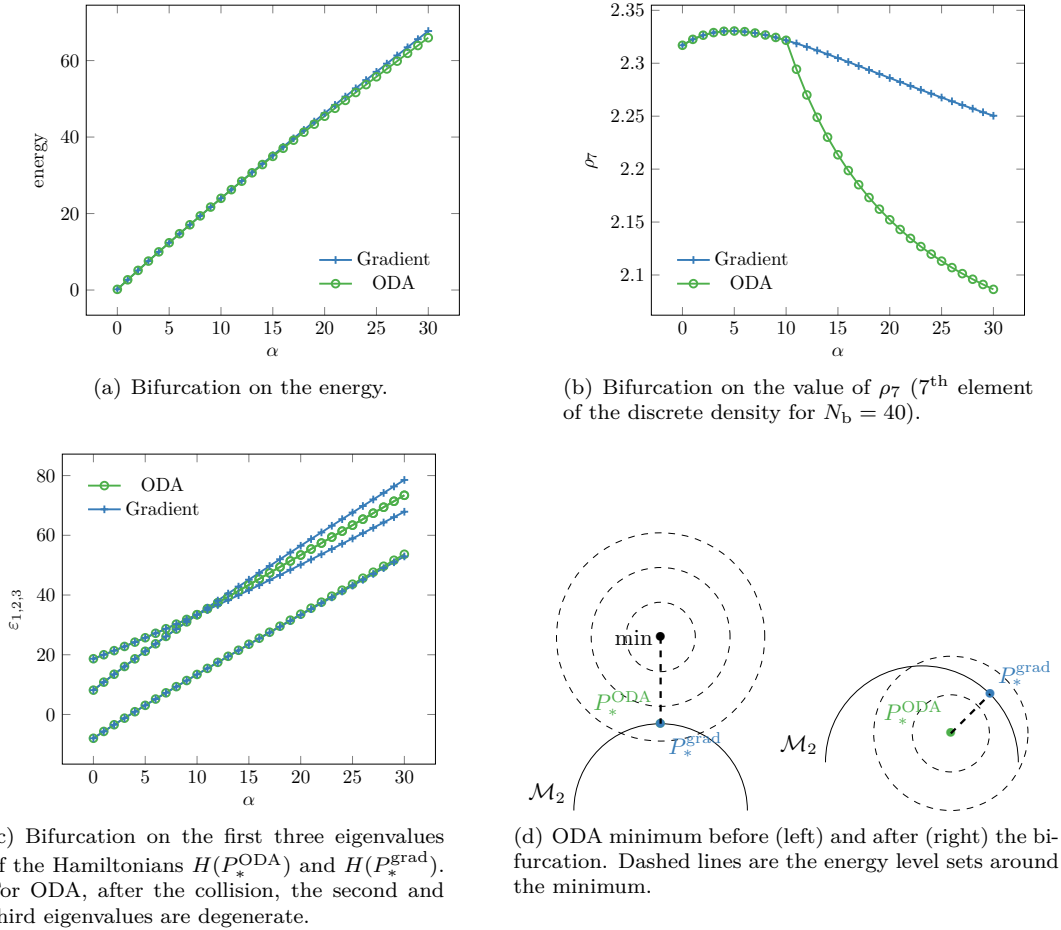 60
40
20
0
energy
Gradient
ODA
0 5 10 15 20 25 30
α
(a) Bifurcation on the energy.
2.35
2.3
2.25
2.2
2.15
2.1
ρ7
Gradient
ODA
0 5 10 15 20 25 30
α
(b) Bifurcation on the value of ρ7 (7th element
of the discrete density for Nb = 40).
80
60
40
20
0
ε1,2,3
ODA
Gradient
0 5 10 15 20 25 30
α
c) Bifurcation on the first three eigenvalues
f the Hamiltonians H(P*ODA) and H(P*grad).
or ODA, after the collision, the second and
hird eigenvalues are degenerate.
min
P*ODA
P*grad
M2
P*grad
P*ODA
M2
(d) ODA minimum before (left) and after (right) the bi-
furcation. Dashed lines are the energy level sets around
the minimum.